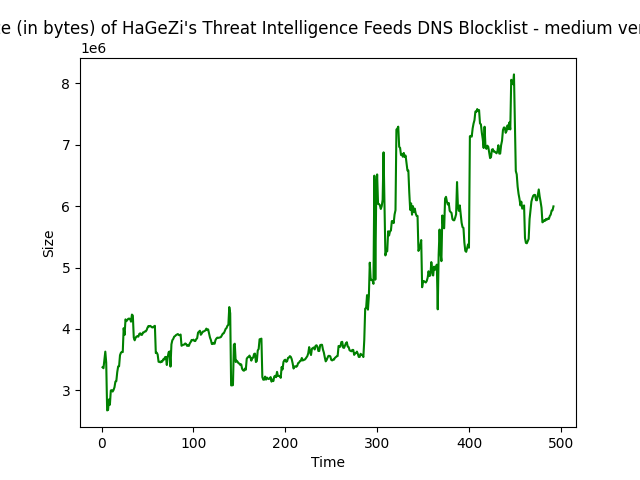 (in bytes) of HaGeZi's Threat Intelligence Feeds DNS Blocklist - medium
1e6
8
7
6
5
4
3
Size
0 100 200 300 400 500
Time